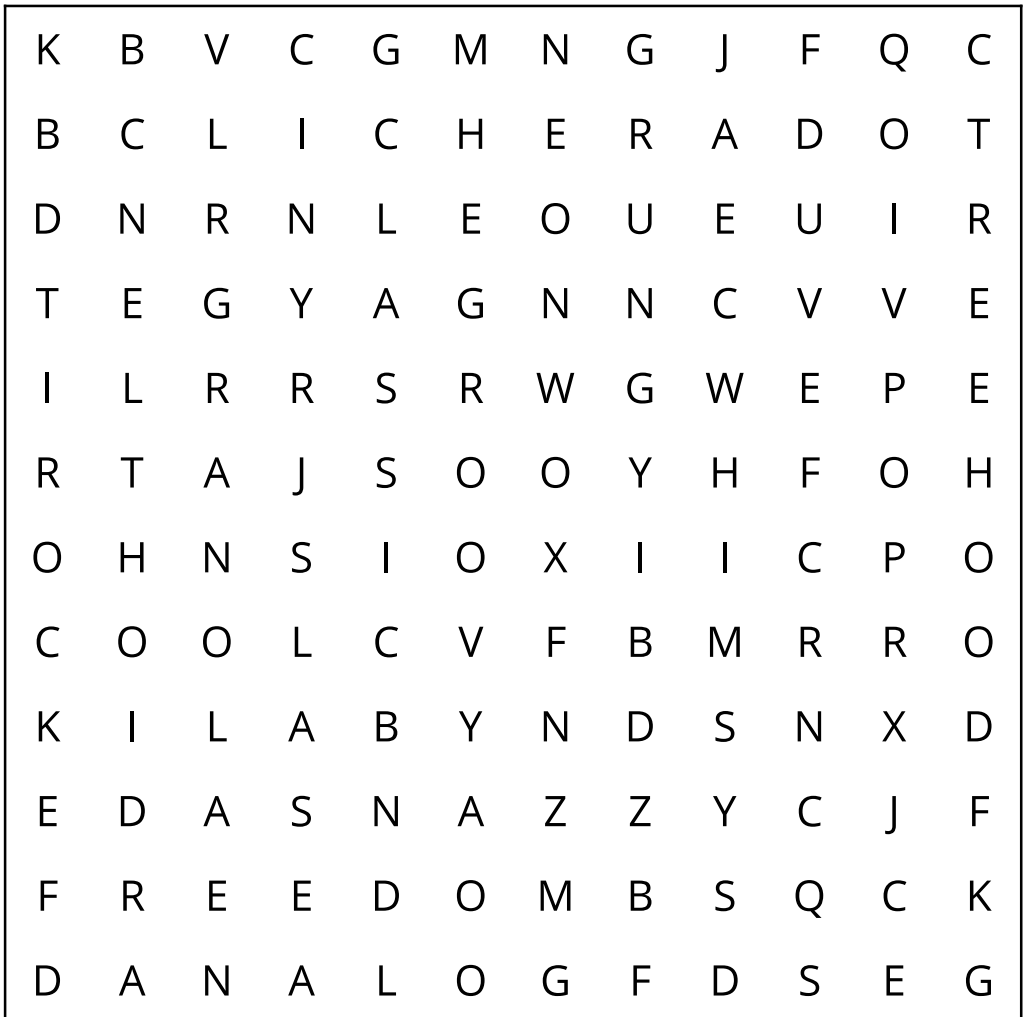 K B V C G M N G J F Q C
B C L I C H E R A D O T
D N R N L E O U E U I R
T E G Y A G N N C V V E
I L R R S R W G W E P E
R T A J S O O Y H F O H
O H N S I O X I I C P O
C O O L C V F B M R R O
K I L A B Y N D S N X D
E D A S N A Z Z Y C J F
F R E E D O M B S Q C K
D A N A L O G F D S E G